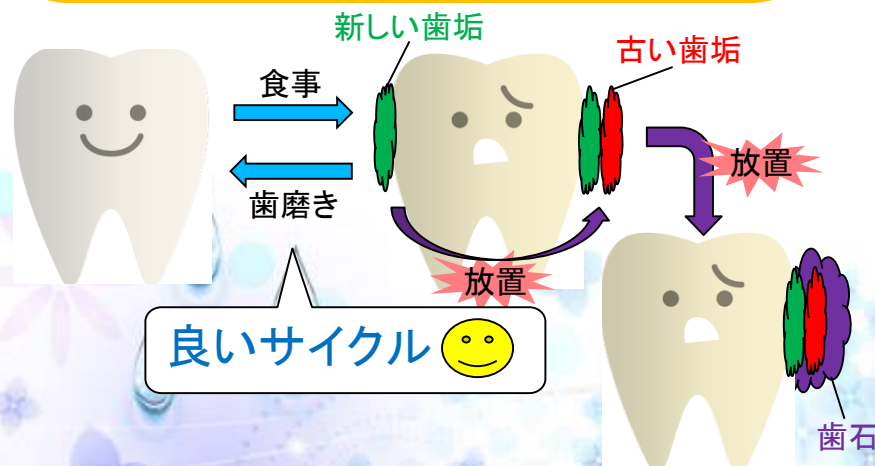 新しい歯垢
古い歯垢
食事
歯磨き
放置
放置
良いサイクル
歯石